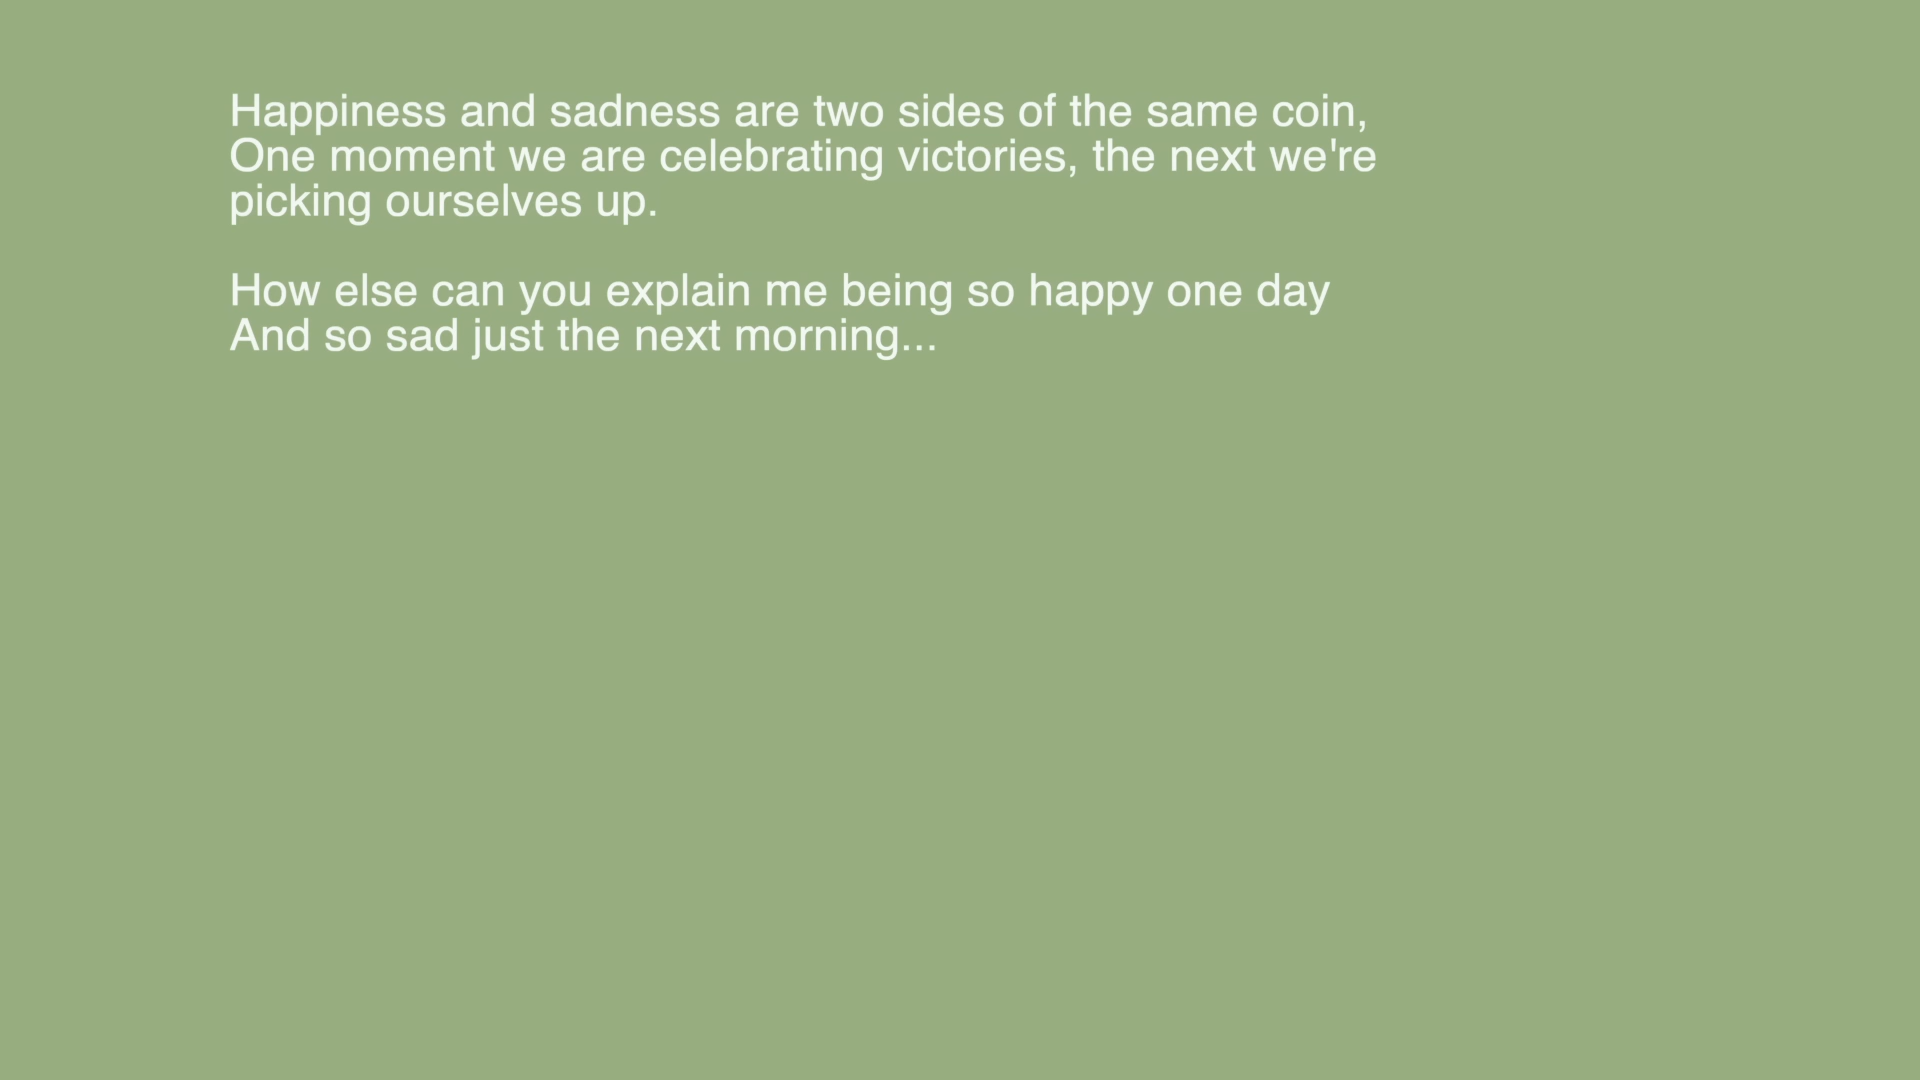 Happiness and sadness are two sides of the same coin,
One moment we are celebrating victories, the next we're
picking ourselves up.
How else can you explain me being so happy one day
And so sad just the next morning...